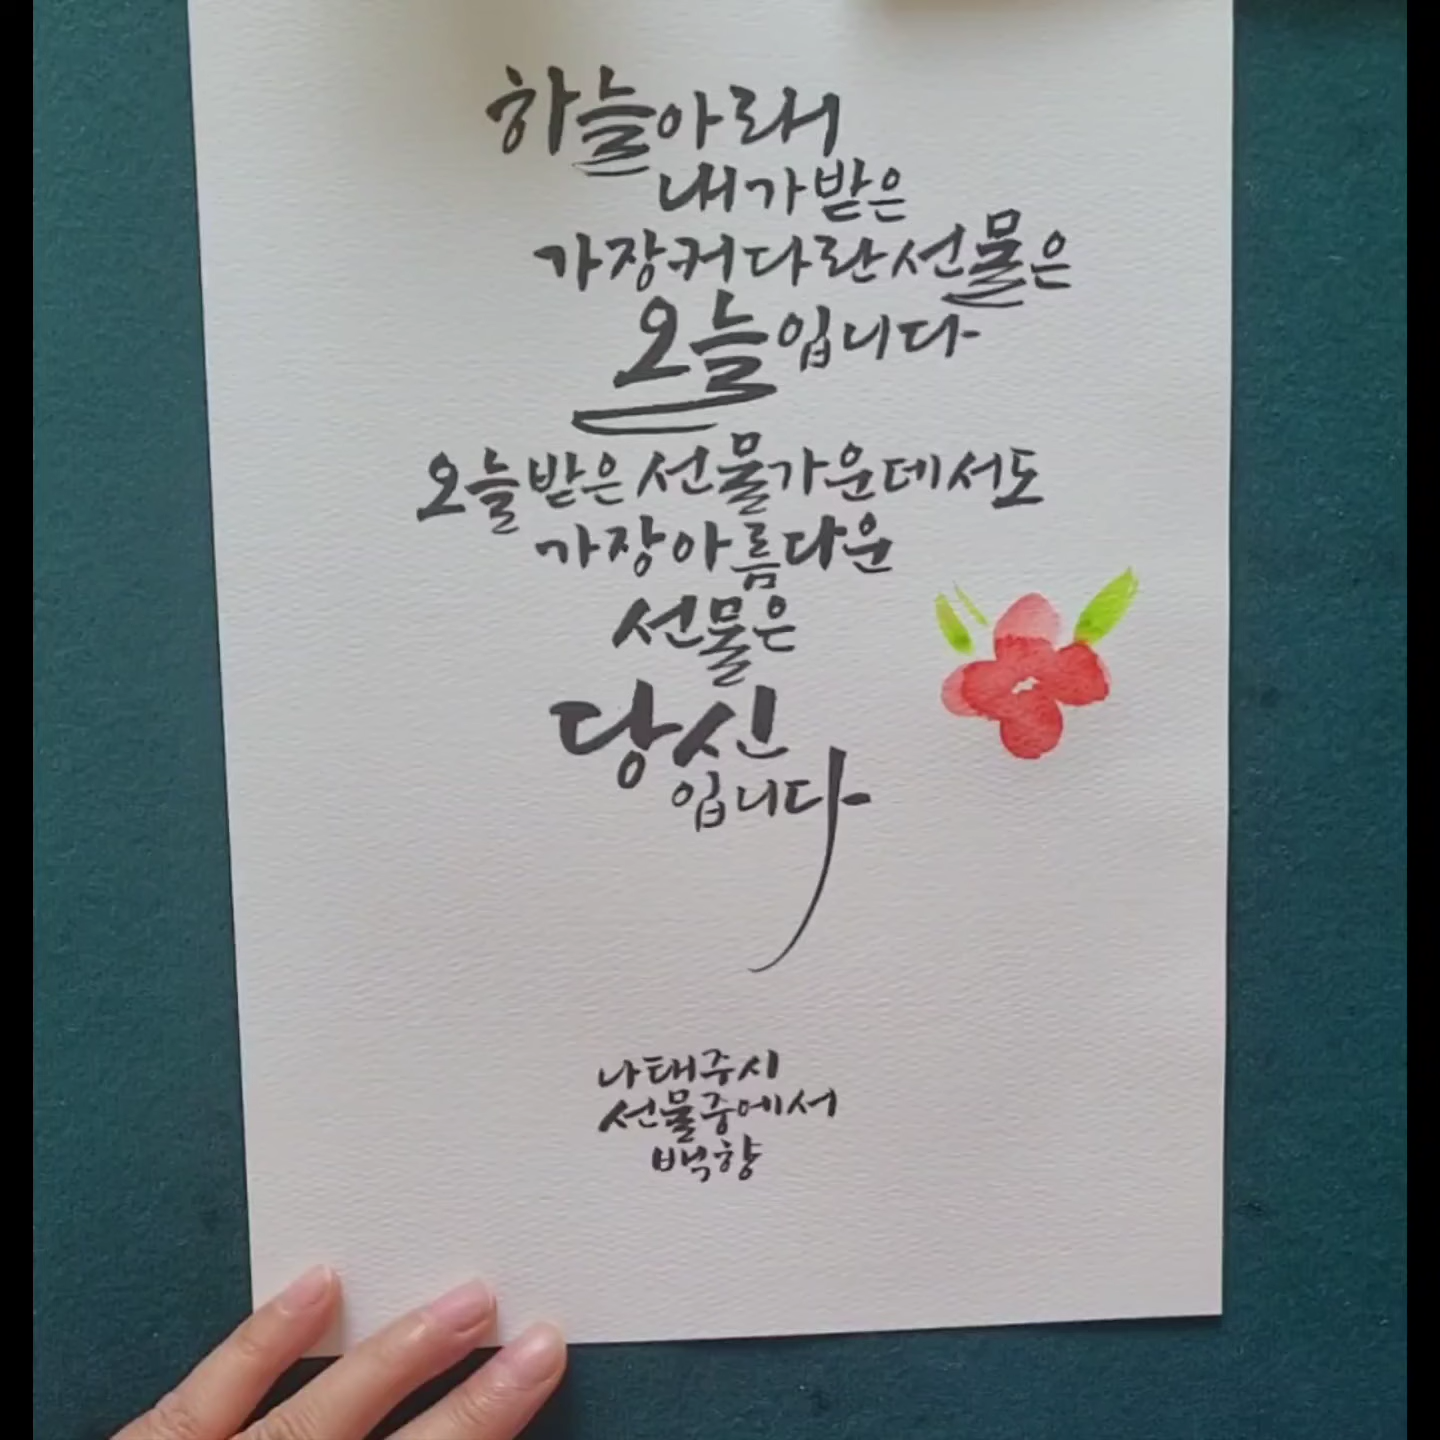 하늘아래
내가받은
가장커다란선물은
오늘입니다
오늘받은선물가운데서도
가장아름다운
선물은
당신
입니다
나태주시
선물중에서
백향